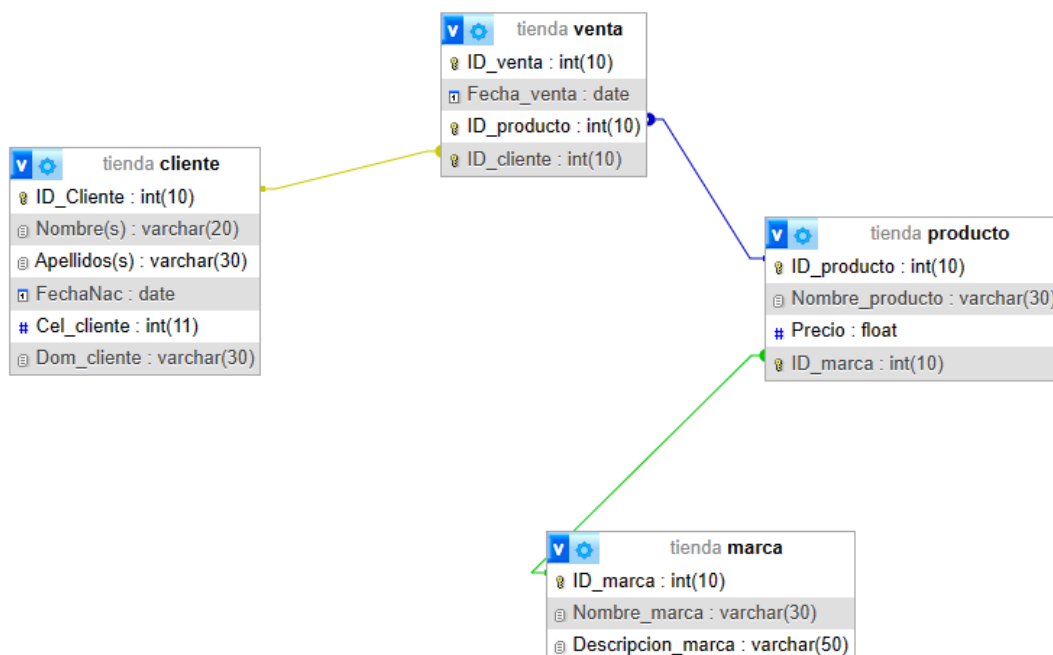 tienda venta
ID_venta : int(10)
Fecha_venta : date
ID_producto : int(10)
ID_cliente : int(10)
tienda cliente
ID_Cliente : int(10)
Nombre(s) : varchar(20)
Apellidos(s) : varchar(30)
FechaNac : date
Cel_cliente : int(11)
Dom_cliente : varchar(30)
tienda producto
ID_producto : int(10)
Nombre_producto : varchar(30)
Precio : float
ID_marca : int(10)
tienda marca
ID_marca : int(10)
Nombre_marca : varchar(30)
Descripcion_marca : varchar(50)